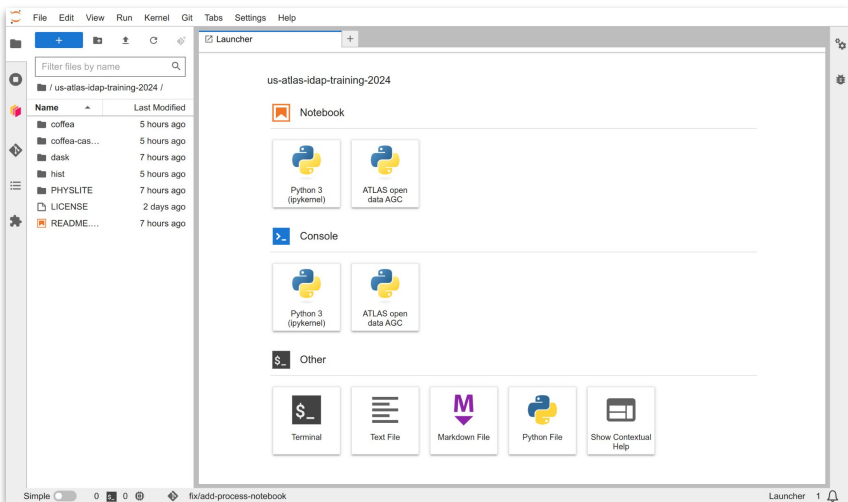 File Edit View Run Kernel Git Tabs Settings Help
+
Filter files by name
/ us-atlas-idap-training-2024 /
Name Last Modified
coffea 5 hours ago
coffea-cas... 5 hours ago
dask 7 hours ago
hist 5 hours ago
PHYSLITE 7 hours ago
LICENSE 2 days ago
README.... 7 hours ago
Launcher +
us-atlas-idap-training-2024
Notebook
Python 3
(ipykernel)
ATLAS open
data AGC
Console
Python 3
(ipykernel)
ATLAS open
data AGC
$_ Other
$_
Terminal
Text File
M
Markdown File
Python File
Show Contextual
Help
Simple 0 $_ 0 fix/add-process-notebook Launcher 1